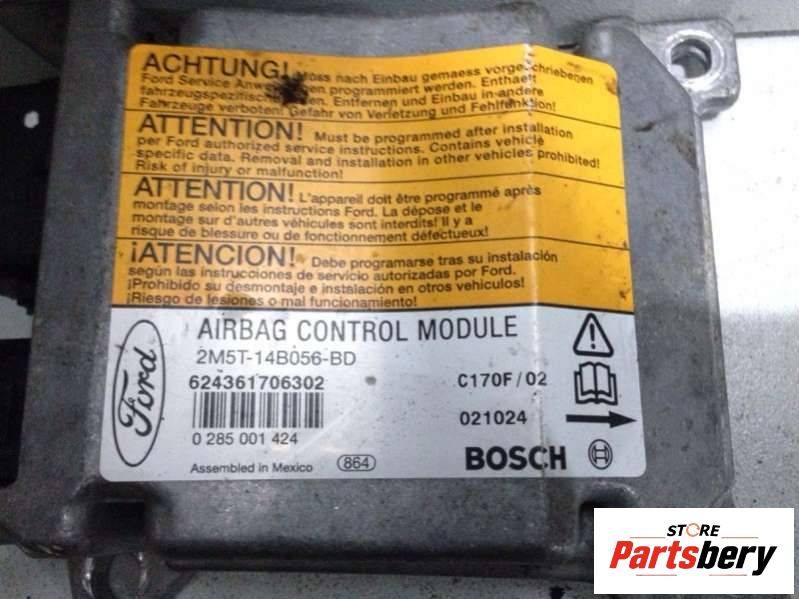 ACHTUNG! Müss nach Einbau gemaess vorgeschriebenen
Ford Service programmiert werden. Enthaelt
fahrzeugspezifische Entfernen und Einbau in andere
Fahrzeuge verboten! Gefahr von Verletzung und Fehlfunktion!
ATTENTION! Must be programmed after installation
per Ford authorized service instructions. Contains vehicle
specific data. Removal and installation in other vehicles prohibited!
Risk of injury or malfunction!
ATTENTION! L'appareil doit être programmé après
montage selon les instructions Ford. La dépose et le
montage sur d'autres véhicules sont interdits! Il y a
risque de blessure ou de fonctionnement défectueux!
¡ATENCION! Debe programarse tras su instalación
según las instrucciones de servicio autorizadas por Ford.
¡Prohibido su desmontaje e instalación en otros vehículos!
¡Riesgo de lesiones o mal funcionamiento!
Ford
AIRBAG CONTROL MODULE
2M5T-14B056-BD
624361706302
C170F/02
021024
0 285 001 424
Assembled in Mexico
864
BOSCH
STORE
Partsbery